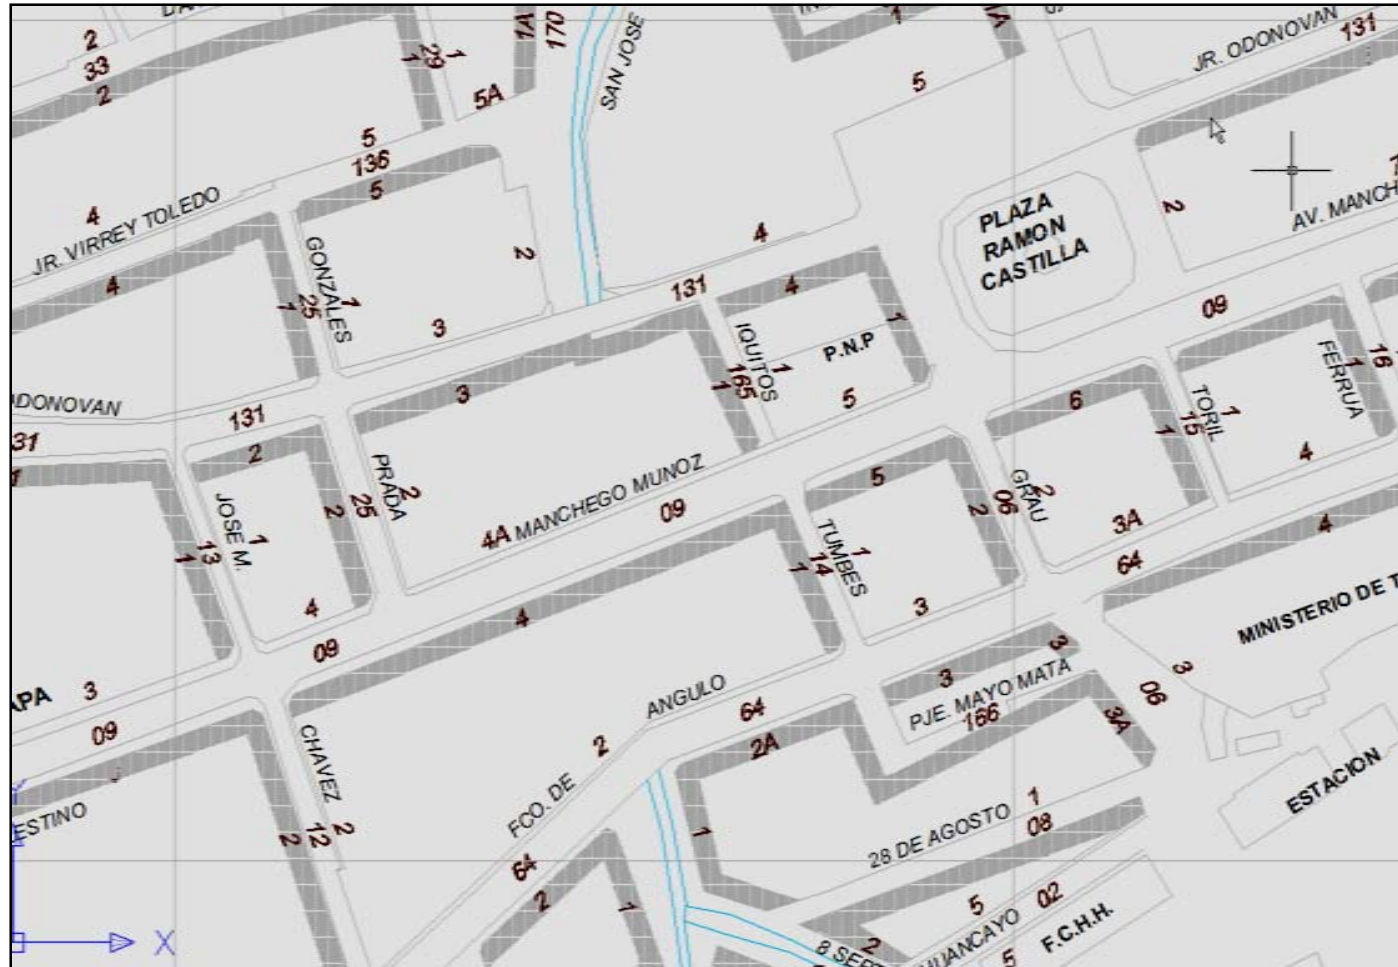 2
33
2
1
29
1
1A
170
5A
SAN JOSE
1
1A
5
JR. ODONOVAN
131
5
136
5
4
JR. VIRREY TOLEDO
4
GONZALES
1
25
1
2
3
4
131
4
PLAZA
RAMON
CASTILLA
2
AV. MANCH
09
IQUITOS
1
165
1
P.N.P
1
5
6
TORIL
1
15
1
FERRUA
1
16
4
ODONOVAN
131
31
2
3
PRADA
2
25
2
JOSE M.
1
13
1
4
4A
MANCHEGO MUNOZ
09
5
TUMBES
1
14
1
2
06
GRAU
2
3A
64
4
MINISTERIO DE T
3
4
09
APA
3
09
CHAVEZ
2
12
2
ESTINO
ANGULO
64
2A
2
FCO. DE
64
3
3
PJE. MAYO MATA
166
3A
06
3
ESTACION
1
28 DE AGOSTO
1
08
2
1
5
02
HUANCAYO
F.C.H.H.
5
2
8 SEPT
Y
X